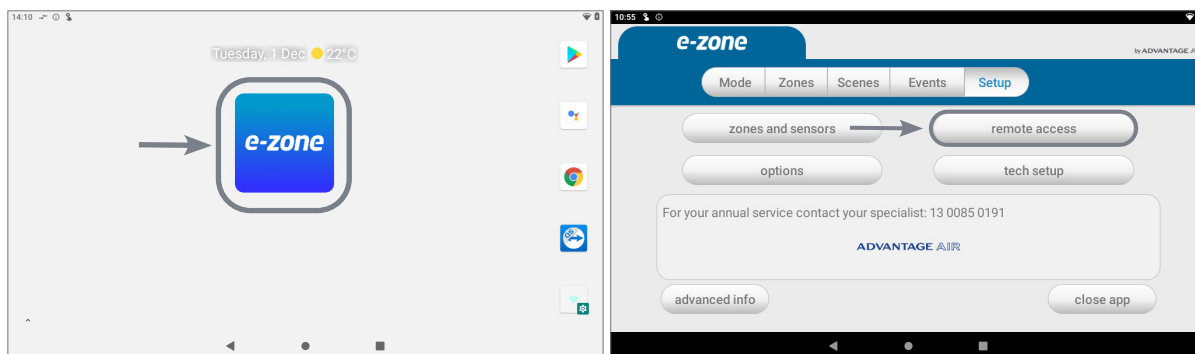 14:10
Tuesday, 1 Dec 22°C
e-zone
10:55
e-zone
by ADVANTAGE A
Mode Zones Scenes Events Setup
zones and sensors remote access
options tech setup
For your annual service contact your specialist: 13 0085 0191
ADVANTAGE AIR
advanced info close app